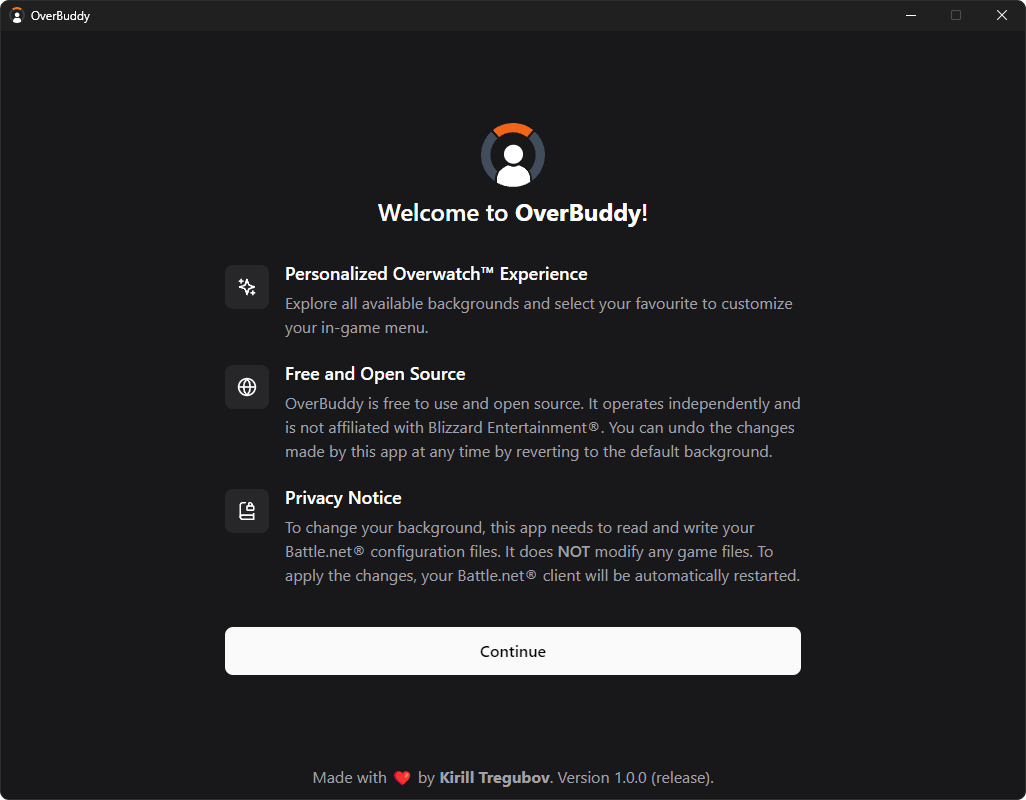 OverBuddy
Welcome to OverBuddy!
Personalized Overwatch™ Experience
Explore all available backgrounds and select your favourite to customize
your in-game menu.
Free and Open Source
OverBuddy is free to use and open source. It operates independently and
is not affiliated with Blizzard Entertainment®. You can undo the changes
made by this app at any time by reverting to the default background.
Privacy Notice
To change your background, this app needs to read and write your
Battle.net® configuration files. It does NOT modify any game files. To
apply the changes, your Battle.net® client will be automatically restarted.
Continue
Made with ❤️ by Kirill Tregubov. Version 1.0.0 (release).